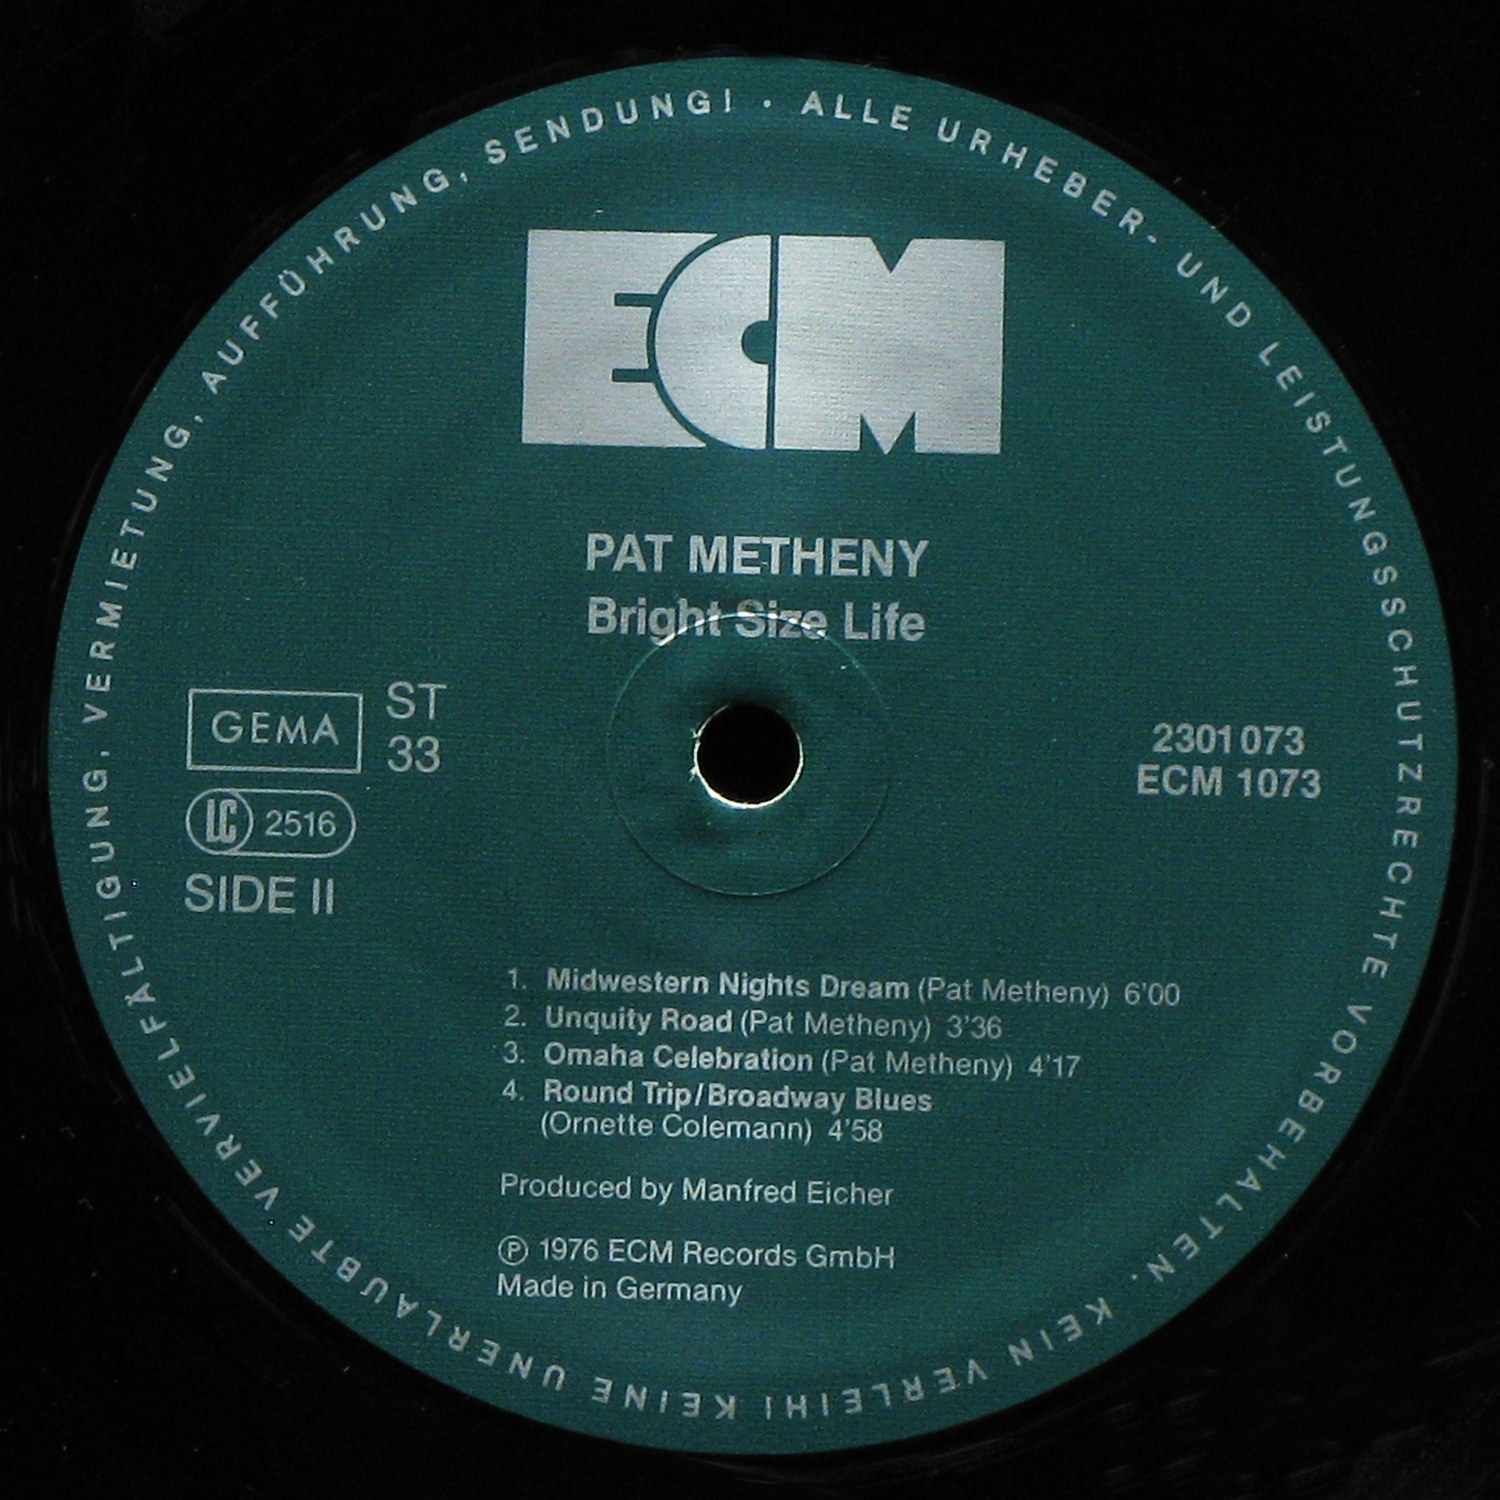 ALLE URHEBER- UND LEISTUNGSSCHUTZRECHTE VORBEHALTEN. KEIN VERLEIH! KEINE UNERLAUBTE VERVIELFÄLTIGUNG, VERMIETUNG, AUFFÜHRUNG, SENDUNG! ·
ECM
PAT METHENY
Bright Size Life
GEMA
ST
33
LC 2516
SIDE II
2301 073
ECM 1073
1. Midwestern Nights Dream (Pat Metheny) 6'00
2. Unquity Road (Pat Metheny) 3'36
3. Omaha Celebration (Pat Metheny) 4'17
4. Round Trip/Broadway Blues
(Ornette Colemann) 4'58
Produced by Manfred Eicher
Ⓟ 1976 ECM Records GmbH
Made in Germany